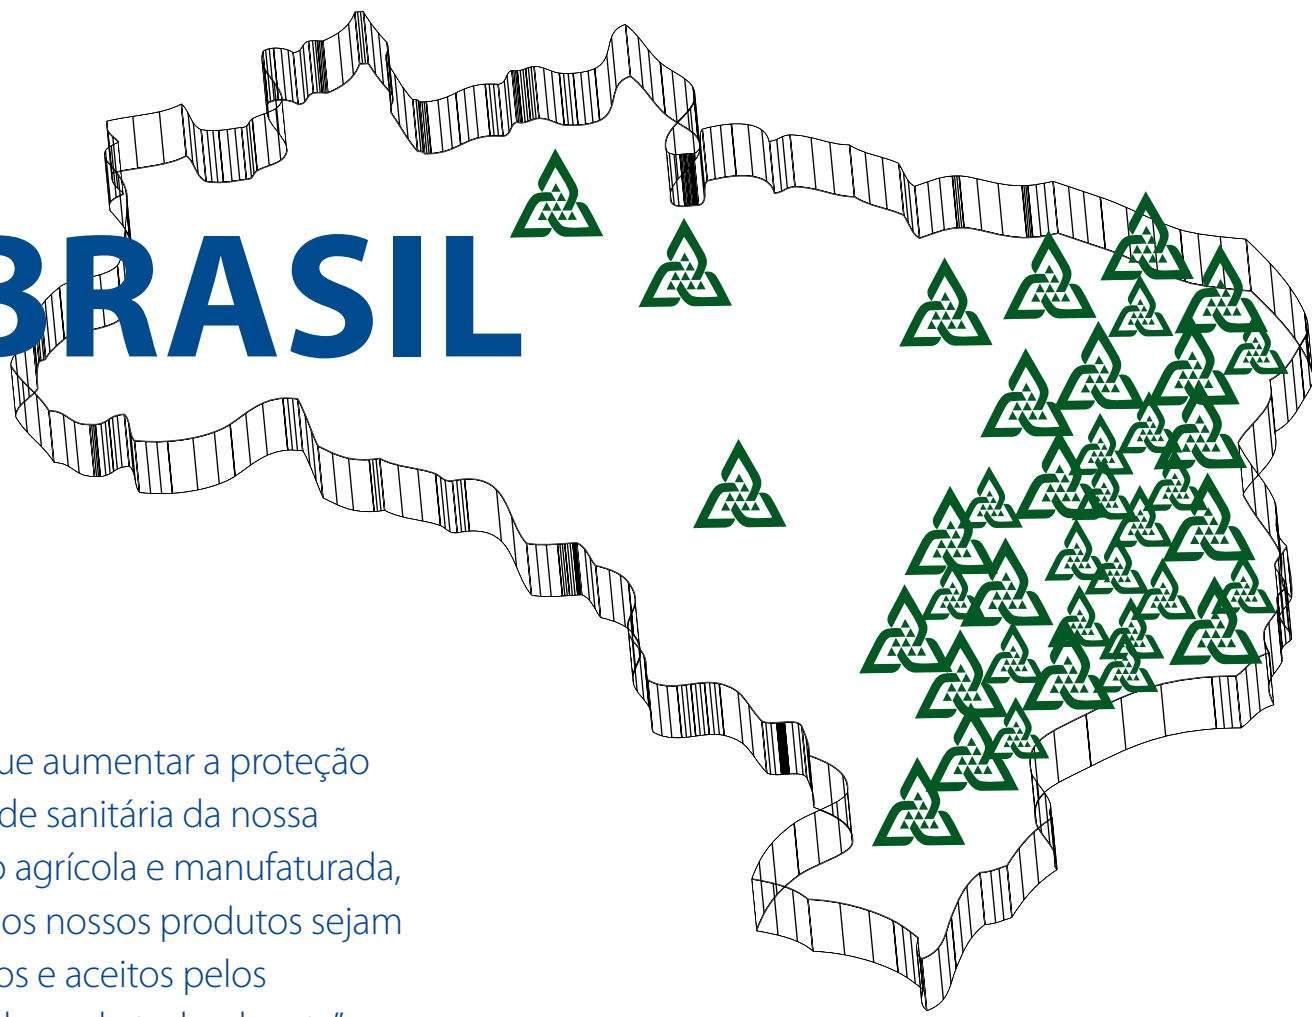 BRASIL
ue aumentar a proteção
de sanitária da nossa
o agrícola e manufaturada,
os nossos produtos sejam
os e aceitos pelos